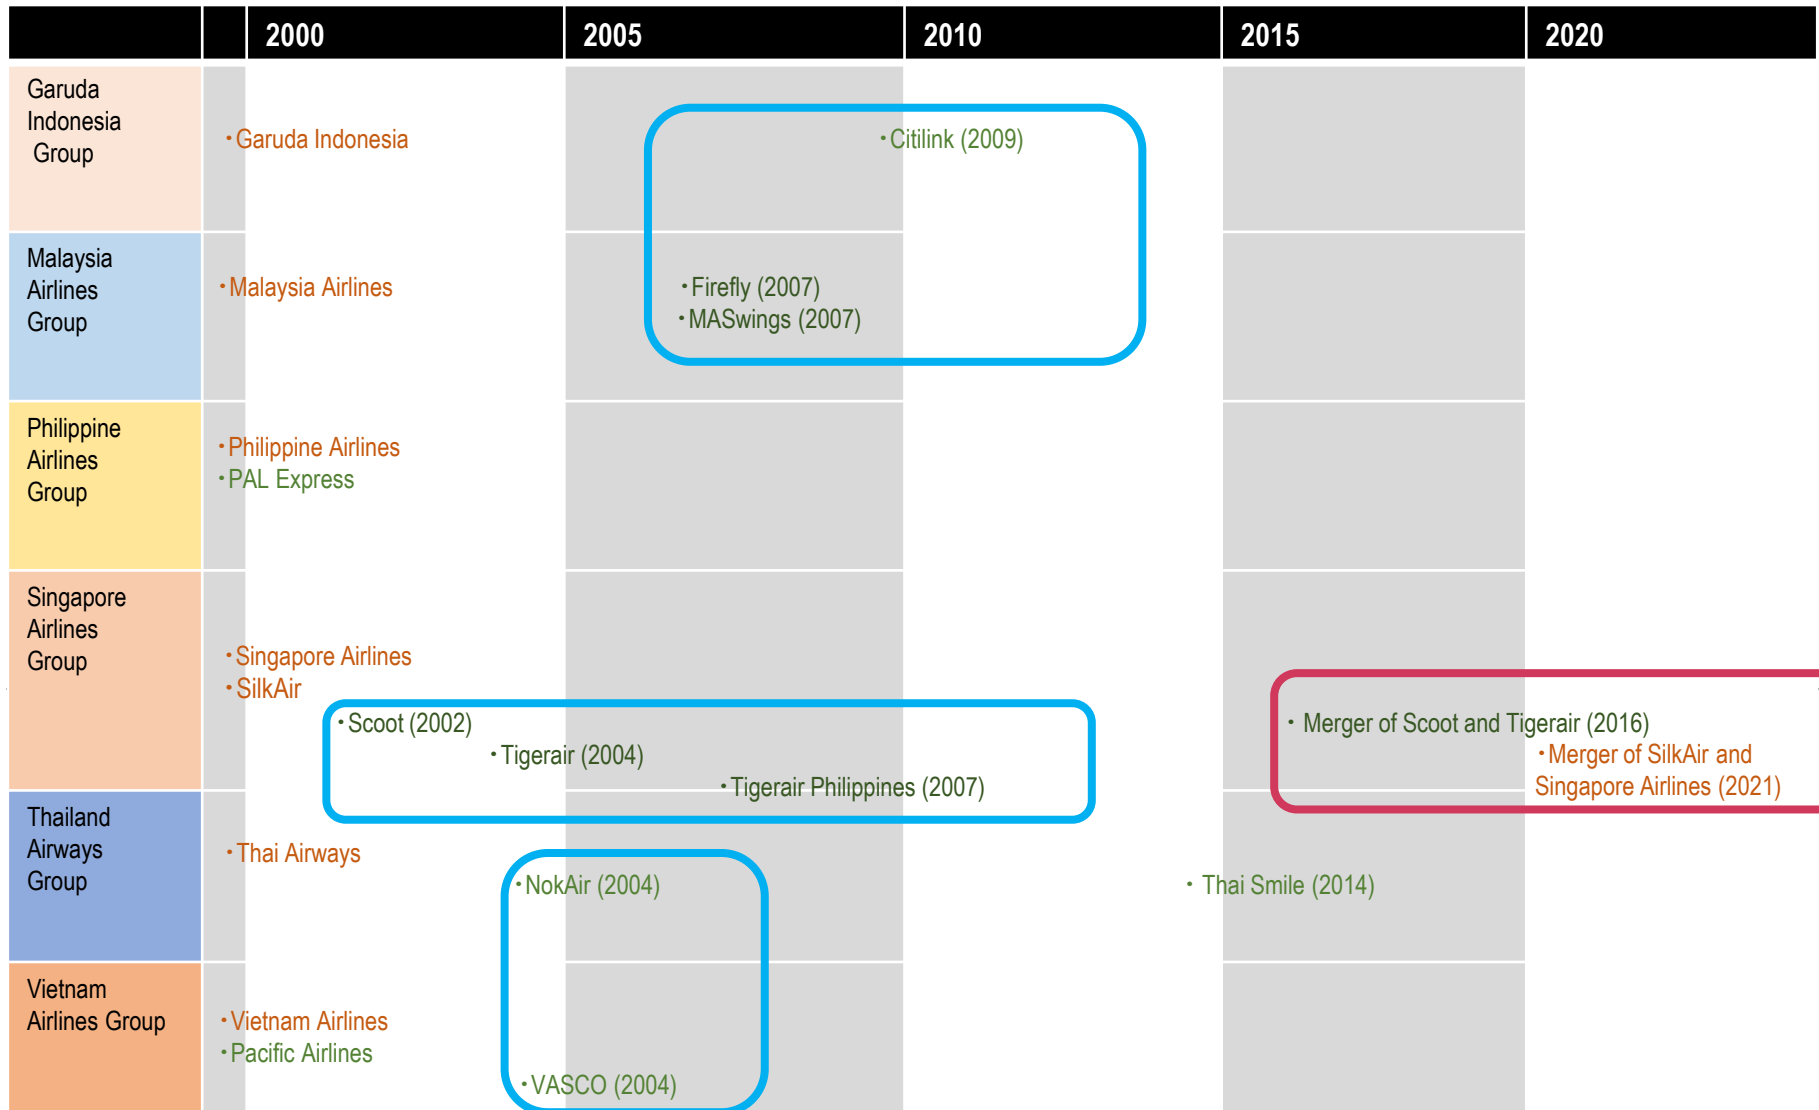 2000 2005 2010 2015 2020
Garuda
Indonesia
Group
・Garuda Indonesia
・Citilink (2009)
Malaysia
Airlines
Group
・Malaysia Airlines
・Firefly (2007)
・MASwings (2007)
Philippine
Airlines
Group
・Philippine Airlines
・PAL Express
Singapore
Airlines
Group
・Singapore Airlines
・SilkAir
・Scoot (2002)
・Tigerair (2004)
・Tigerair Philippines (2007)
・Merger of Scoot and Tigerair (2016)
・Merger of SilkAir and
Singapore Airlines (2021)
Thailand
Airways
Group
・Thai Airways
・NokAir (2004)
・Thai Smile (2014)
Vietnam
Airlines Group
・Vietnam Airlines
・Pacific Airlines
・VASCO (2004)